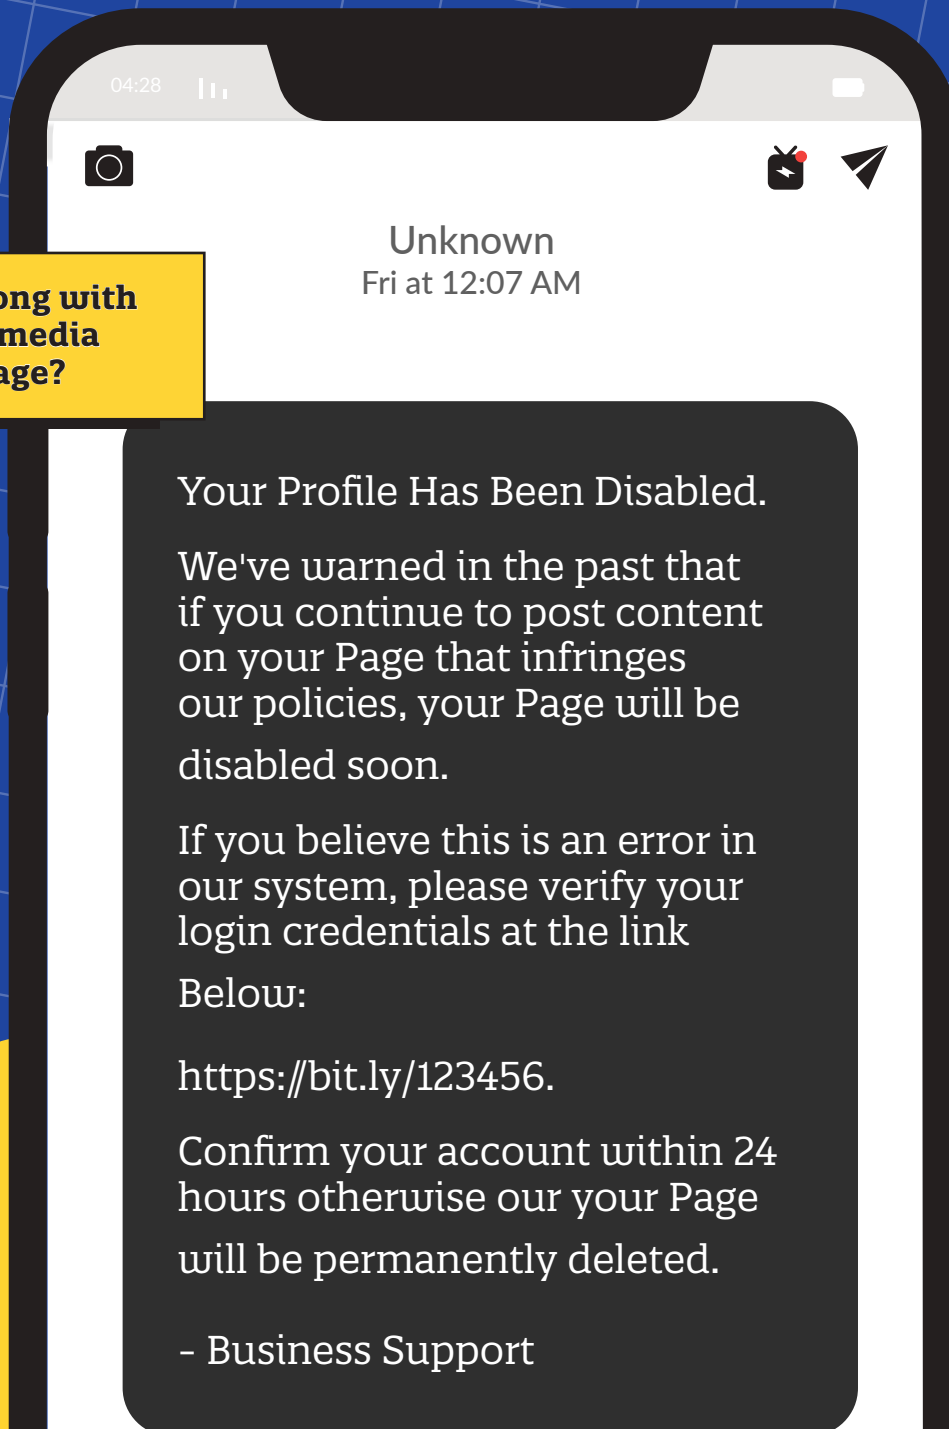 04:28
Unknown
Fri at 12:07 AM
ong with
media
age?
Your Profile Has Been Disabled.
We've warned in the past that
if you continue to post content
on your Page that infringes
our policies, your Page will be
disabled soon.
If you believe this is an error in
our system, please verify your
login credentials at the link
Below:
https://bit.ly/123456.
Confirm your account within 24
hours otherwise our your Page
will be permanently deleted.
- Business Support